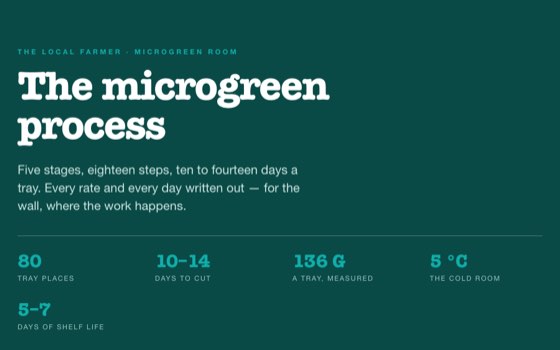 THE LOCAL FARMER · MICROGREEN ROOM
The microgreen
process
Five stages, eighteen steps, ten to fourteen days a
tray. Every rate and every day written out — for the
wall, where the work happens.
80
TRAY PLACES
10–14
DAYS TO CUT
136 G
A TRAY, MEASURED
5 °C
THE COLD ROOM
5–7
DAYS OF SHELF LIFE